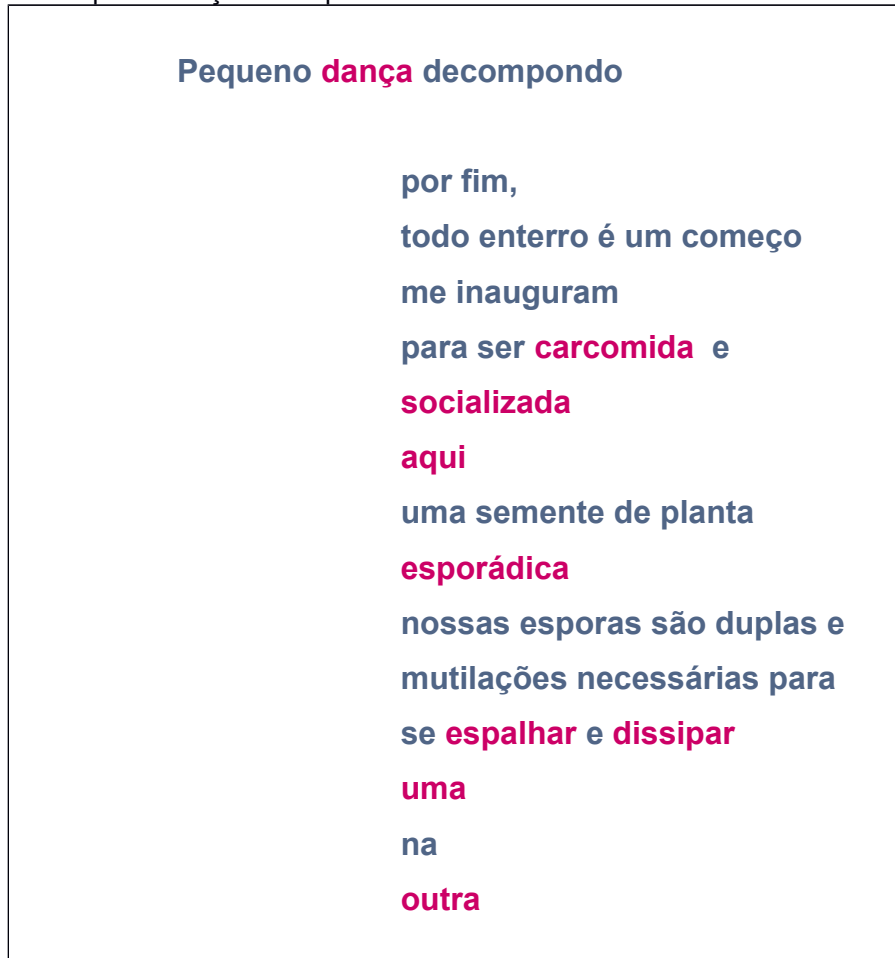 Pequeno dança decompondo
por fim,
todo enterro é um começo
me inauguram
para ser carcomida  e
socializada
aqui
uma semente de planta
esporádica
nossas esporas são duplas e
mutilações necessárias para
se espalhar e dissipar
uma
na
outra